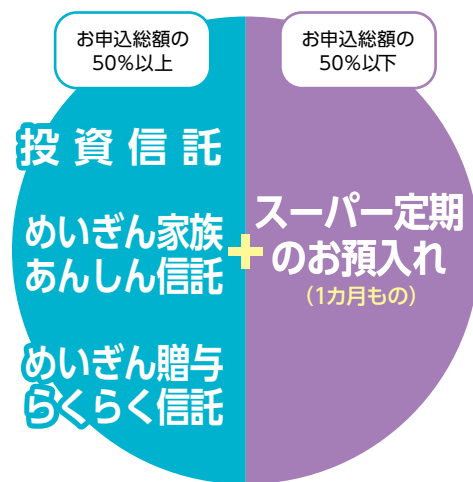 お申込総額の
50%以上
投資信託
めいぎん家族
あんしん信託
めいぎん贈与
らくらく信託
+
お申込総額の
50%以下
スーパー定期
のお預入れ
(1カ月もの)